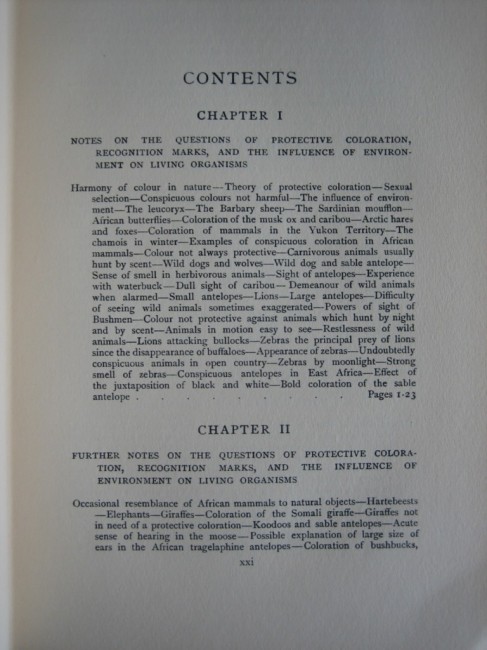 CONTENTS
CHAPTER I
NOTES ON THE QUESTIONS OF PROTECTIVE COLORATION,
RECOGNITION MARKS, AND THE INFLUENCE OF ENVIRON-
MENT ON LIVING ORGANISMS
Harmony of colour in nature—Theory of protective coloration—Sexual
selection—Conspicuous colours not harmful—The influence of environ-
ment—The leucoryx—The Barbary sheep—The Sardinian moufflon—
African butterflies—Coloration of the musk ox and caribou—Arctic hares
and foxes—Coloration of mammals in the Yukon Territory—The
chamois in winter—Examples of conspicuous coloration in African
mammals—Colour not always protective—Carnivorous animals usually
hunt by scent—Wild dogs and wolves—Wild dog and sable antelope—
Sense of smell in herbivorous animals—Sight of antelopes—Experience
with waterbuck—Dull sight of caribou—Demeanour of wild animals
when alarmed—Small antelopes—Lions—Large antelopes—Difficulty
of seeing wild animals sometimes exaggerated—Powers of sight of
Bushmen—Colour not protective against animals which hunt by night
and by scent—Animals in motion easy to see—Restlessness of wild
animals—Lions attacking bullocks—Zebras the principal prey of lions
since the disappearance of buffaloes—Appearance of zebras—Undoubtedly
conspicuous animals in open country—Zebras by moonlight—Strong
smell of zebras—Conspicuous antelopes in East Africa—Effect of
the juxtaposition of black and white—Bold coloration of the sable
antelope . . . . . . . . Pages 1-23
CHAPTER II
FURTHER NOTES ON THE QUESTIONS OF PROTECTIVE COLORA-
TION, RECOGNITION MARKS, AND THE INFLUENCE OF
ENVIRONMENT ON LIVING ORGANISMS
Occasional resemblance of African mammals to natural objects—Hartebeests
—Elephants—Giraffes—Coloration of the Somali giraffe—Giraffes not
in need of a protective coloration—Koodoos and sable antelopes—Acute
sense of hearing in the moose—Possible explanation of large size of
ears in the African tragelaphine antelopes—Coloration of bushbucks,
xxi